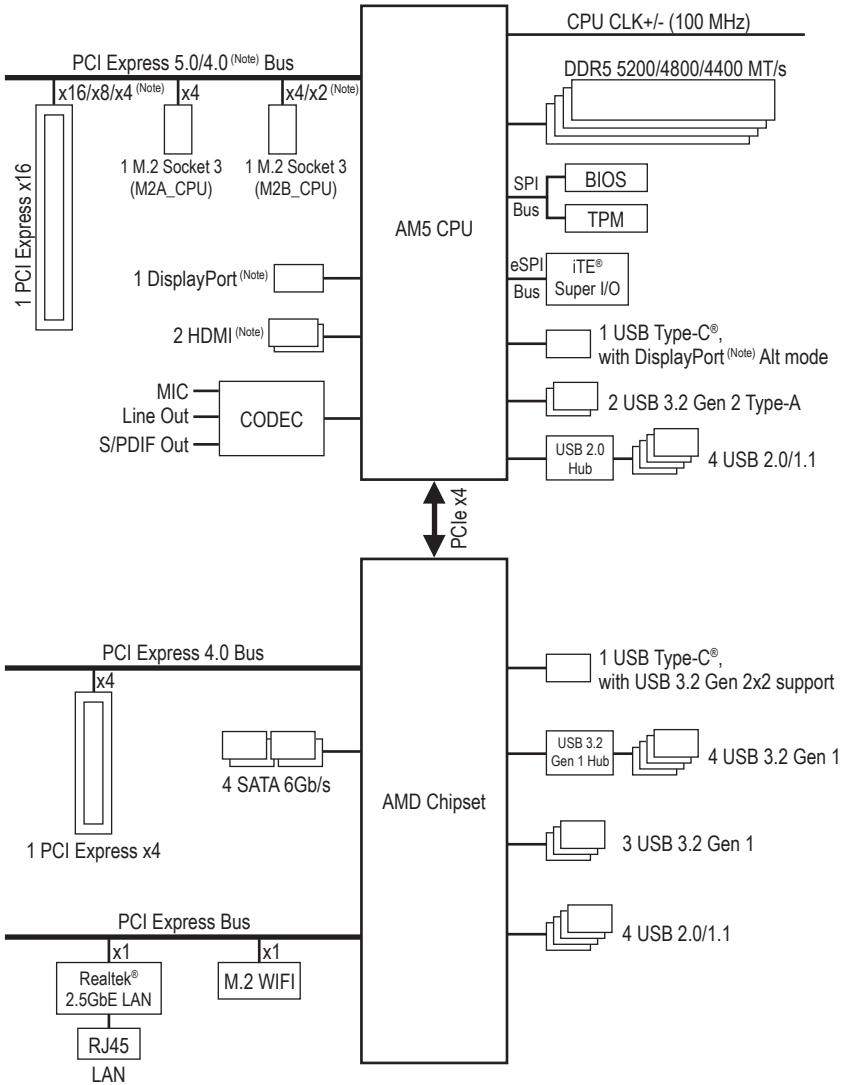 CPU CLK+/- (100 MHz)
PCI Express 5.0/4.0 (Note) Bus
DDR5 5200/4800/4400 MT/s
x16/x8/x4 (Note)
x4
x4/x2 (Note)
1 PCI Express x16
1 M.2 Socket 3
(M2A_CPU)
1 M.2 Socket 3
(M2B_CPU)
AM5 CPU
SPI
Bus
BIOS
TPM
eSPI
Bus
iTE®
Super I/O
1 DisplayPort (Note)
2 HDMI (Note)
1 USB Type-C®,
with DisplayPort (Note) Alt mode
MIC
Line Out
S/PDIF Out
CODEC
2 USB 3.2 Gen 2 Type-A
USB 2.0
Hub
4 USB 2.0/1.1
PCIe x4
PCI Express 4.0 Bus
x4
1 PCI Express x4
4 SATA 6Gb/s
AMD Chipset
1 USB Type-C®,
with USB 3.2 Gen 2x2 support
USB 3.2
Gen 1 Hub
4 USB 3.2 Gen 1
3 USB 3.2 Gen 1
4 USB 2.0/1.1
PCI Express Bus
x1
x1
Realtek®
2.5GbE LAN
M.2 WIFI
RJ45
LAN